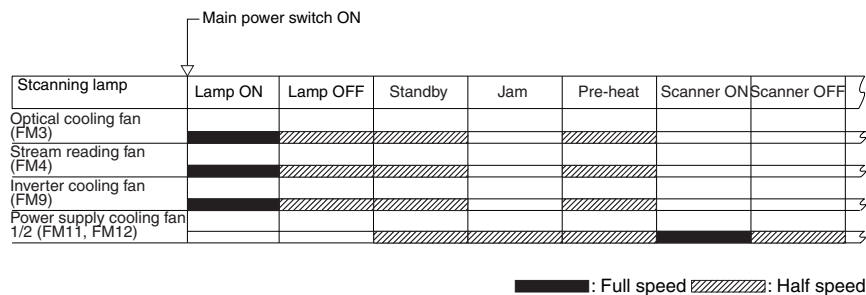 Main power switch ON
Stcanning lamp Lamp ON Lamp OFF Standby Jam Pre-heat Scanner ON Scanner OFF
Optical cooling fan
(FM3)
Stream reading fan
(FM4)
Inverter cooling fan
(FM9)
Power supply cooling fan
1/2 (FM11, FM12)
: Full speed : Half speed